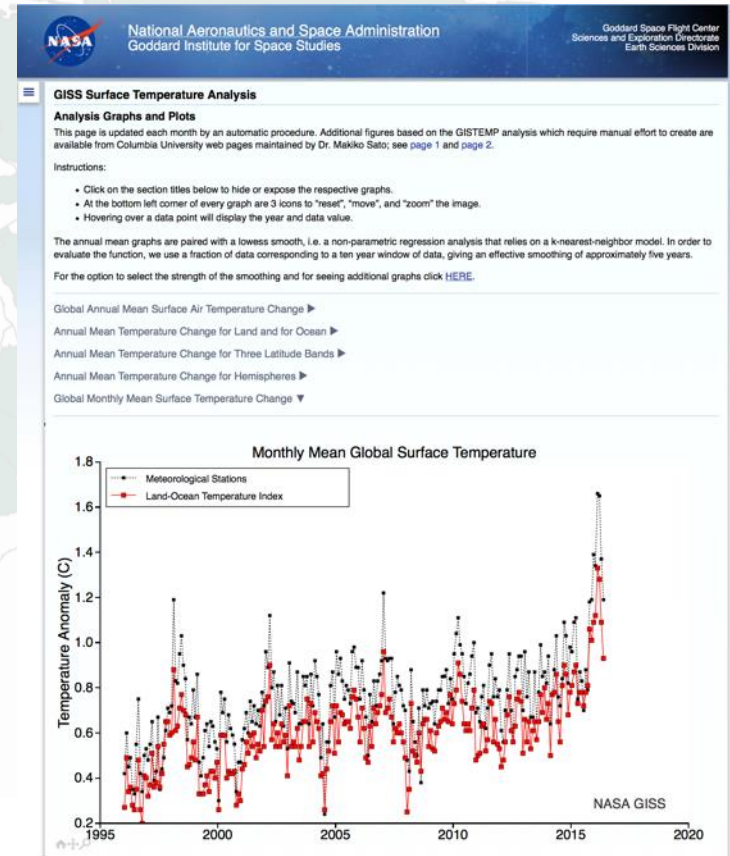 NASA
National Aeronautics and Space Administration
Goddard Institute for Space Studies
Goddard Space Flight Center
Sciences and Exploration Directorate
Earth Sciences Division
GISS Surface Temperature Analysis
Analysis Graphs and Plots
This page is updated each month by an automatic procedure. Additional figures based on the GISTEMP analysis which require manual effort to create are
available from Columbia University web pages maintained by Dr. Makiko Sato; see page 1 and page 2.
Instructions:
• Click on the section titles below to hide or expose the respective graphs.
• At the bottom left corner of every graph are 3 icons to "reset", "move", and "zoom" the image.
• Hovering over a data point will display the year and data value.
The annual mean graphs are paired with a lowess smooth, i.e. a non-parametric regression analysis that relies on a k-nearest-neighbor model. In order to
evaluate the function, we use a fraction of data corresponding to a ten year window of data, giving an effective smoothing of approximately five years.
For the option to select the strength of the smoothing and for seeing additional graphs click HERE.
Global Annual Mean Surface Air Temperature Change ▶
Annual Mean Temperature Change for Land and for Ocean ▶
Annual Mean Temperature Change for Three Latitude Bands ▶
Annual Mean Temperature Change for Hemispheres ▶
Global Monthly Mean Surface Temperature Change ▼
Monthly Mean Global Surface Temperature
Meteorological Stations
Land-Ocean Temperature Index
Temperature Anomaly (C)
1.8
1.6
1.4
1.2
1.0
0.8
0.6
0.4
0.2
NASA GISS
1995 2000 2005 2010 2015 2020